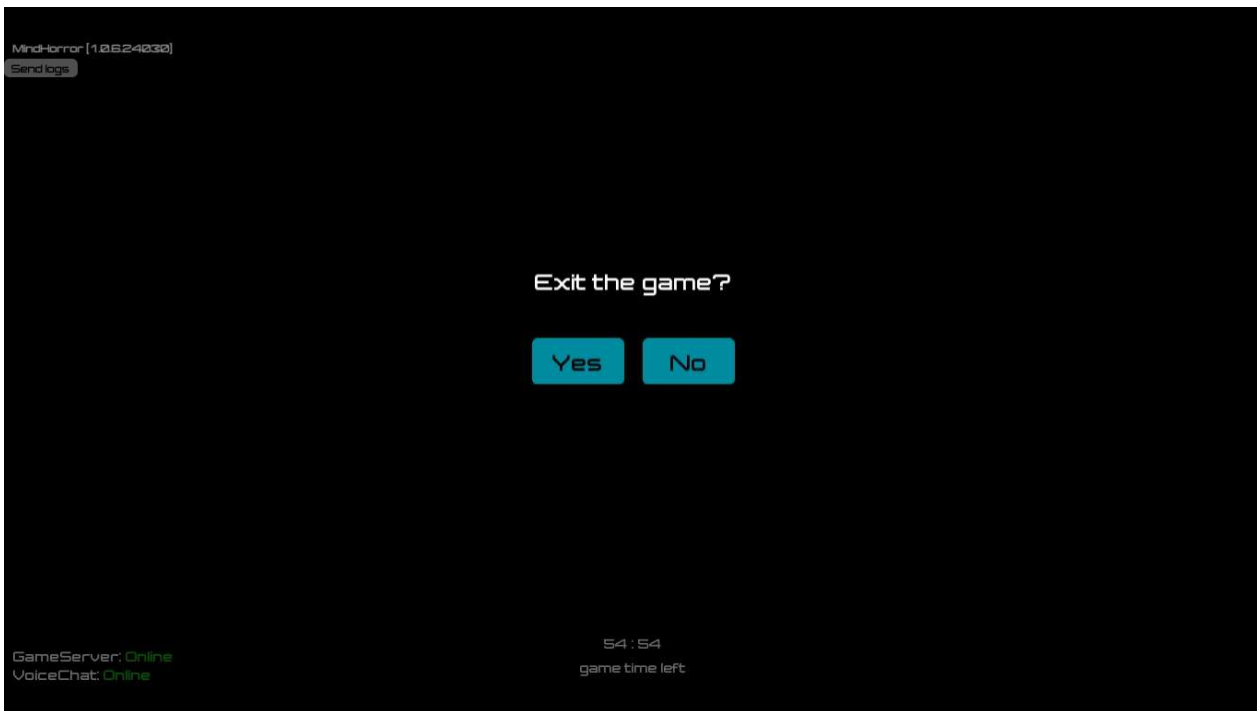 MindHorror [1.0.6.24030]
Send logs
Exit the game?
Yes No
54 : 54
game time left
GameServer: Online
VoiceChat: Online